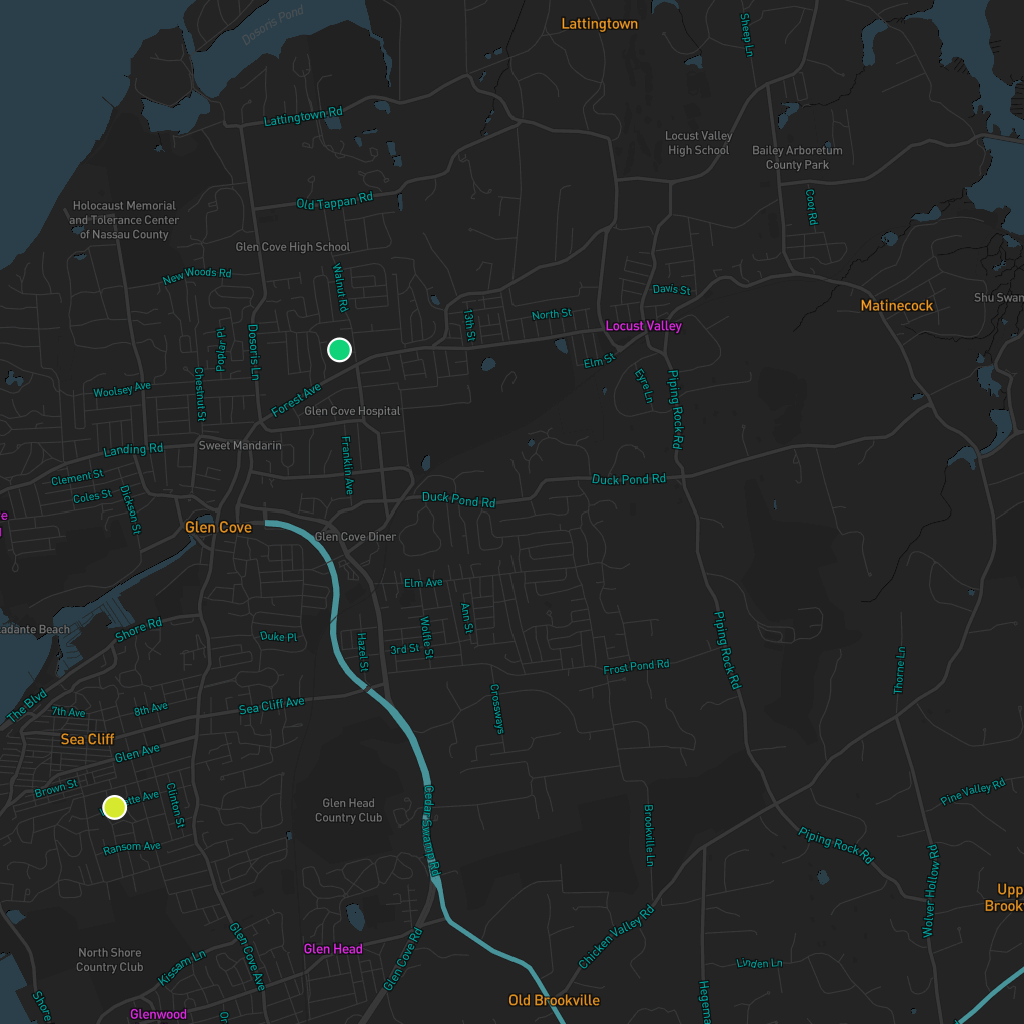 Dosoris Pond
Lattingtown
Sheep Ln
Lattingtown Rd
Locust Valley
High School
Bailey Arboretum
County Park
Old Tappan Rd
Coot Rd
Holocaust Memorial
and Tolerance Center
of Nassau County
Glen Cove High School
New Woods Rd
Walnut Rd
Davis St
Matinecock
Shu Swan
13th St
North St
Locust Valley
Poplar Pl
Dosoris Ln
Elm St
Eyre Ln
Chestnut St
Woolsey Ave
Forest Ave
Piping Rock Rd
Glen Cove Hospital
Sweet Mandarin
Landing Rd
Franklin Ave
Clement St
Coles St
Dickson St
Duck Pond Rd
Duck Pond Rd
Glen Cove
Glen Cove Diner
Elm Ave
Ann St
Wolfle St
adante Beach
Shore Rd
Duke Pl
Hazel St
3rd St
Frost Pond Rd
Piping Rock Rd
Thorne Ln
The Blvd
7th Ave
8th Ave
Sea Cliff Ave
Crossways
Sea Cliff
Glen Ave
Brown St
tte Ave
Clinton St
Glen Head
Country Club
Cedar Swamp Rd
Pine Valley Rd
Brookville Ln
Piping Rock Rd
Ransom Ave
Wolver Hollow Rd
Upp
Brook
Chicken Valley Rd
Glen Cove Ave
Glen Head
Glen Cove Rd
North Shore
Country Club
Kissam Ln
Linden Ln
Old Brookville
Hegema
Shore
Glenwood
Or